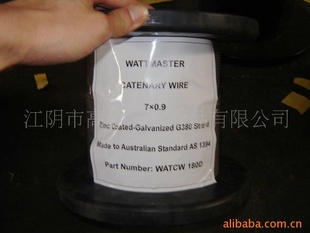 WATTMASTER
CATENARY WIRE
7×0.9
Zinc Coated-Galvanized G380 Strand
Made to Australian Standard AS 1394
Part Number: WATCW 180D
江阴市高 有限公司
alibaba.com.cn